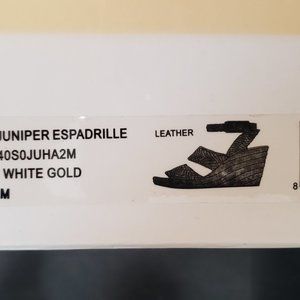 JUNIPER ESPADRILLE
40S0JUHA2M
WHITE GOLD
M
LEATHER
8